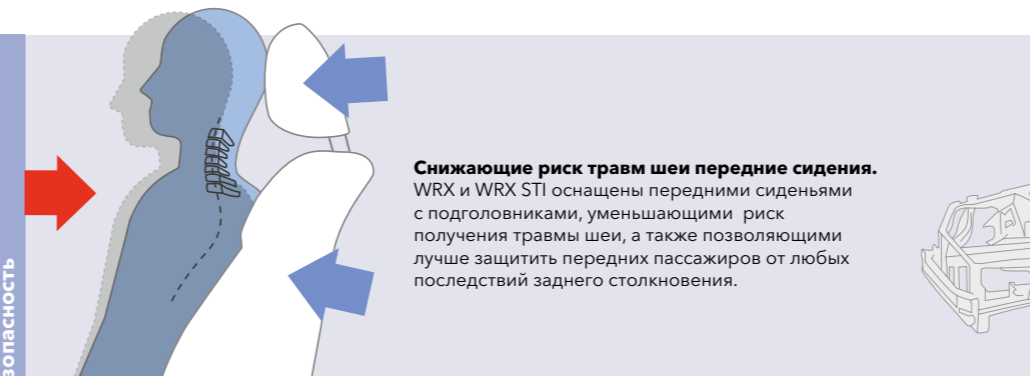 Снижающие риск травм шеи передние сидения.
WRX и WRX STI оснащены передними сиденьями
с подголовниками, уменьшающими риск
получения травмы шеи, а также позволяющими
лучше защитить передних пассажиров от любых
последствий заднего столкновения.